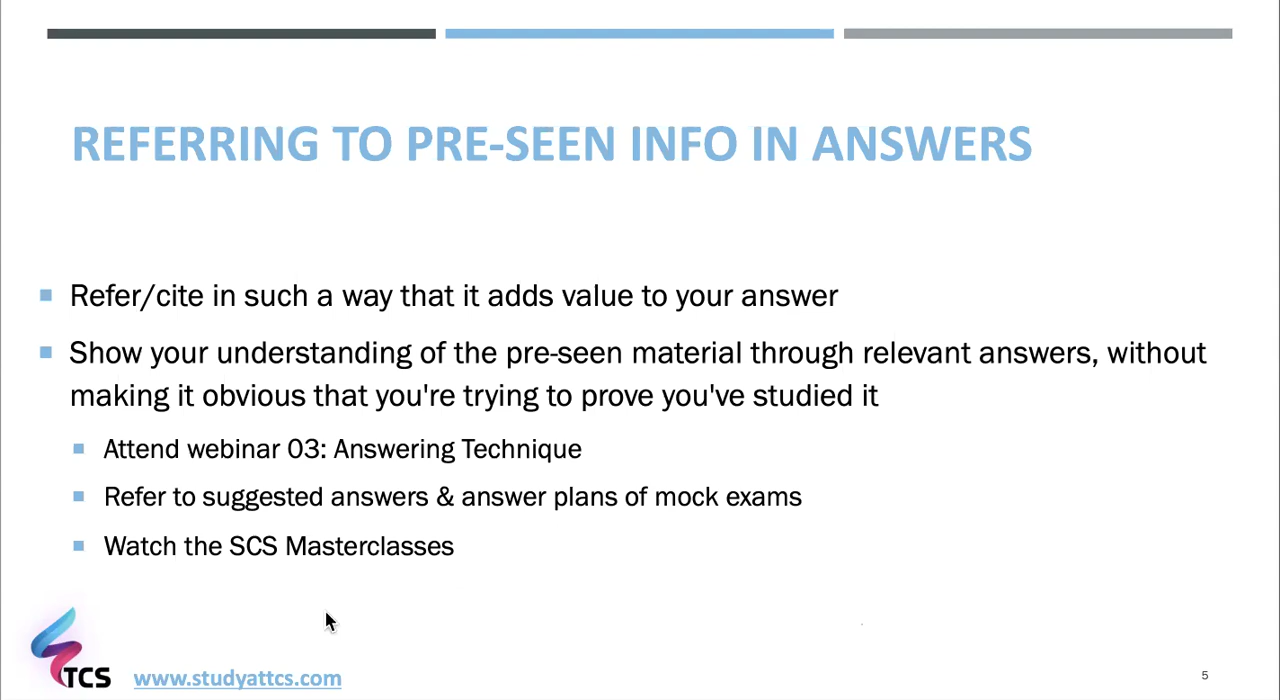 REFERRING TO PRE-SEEN INFO IN ANSWERS
Refer/cite in such a way that it adds value to your answer
Show your understanding of the pre-seen material through relevant answers, without
making it obvious that you're trying to prove you've studied it
Attend webinar 03: Answering Technique
Refer to suggested answers & answer plans of mock exams
Watch the SCS Masterclasses
TCS
www.studyattcs.com
5